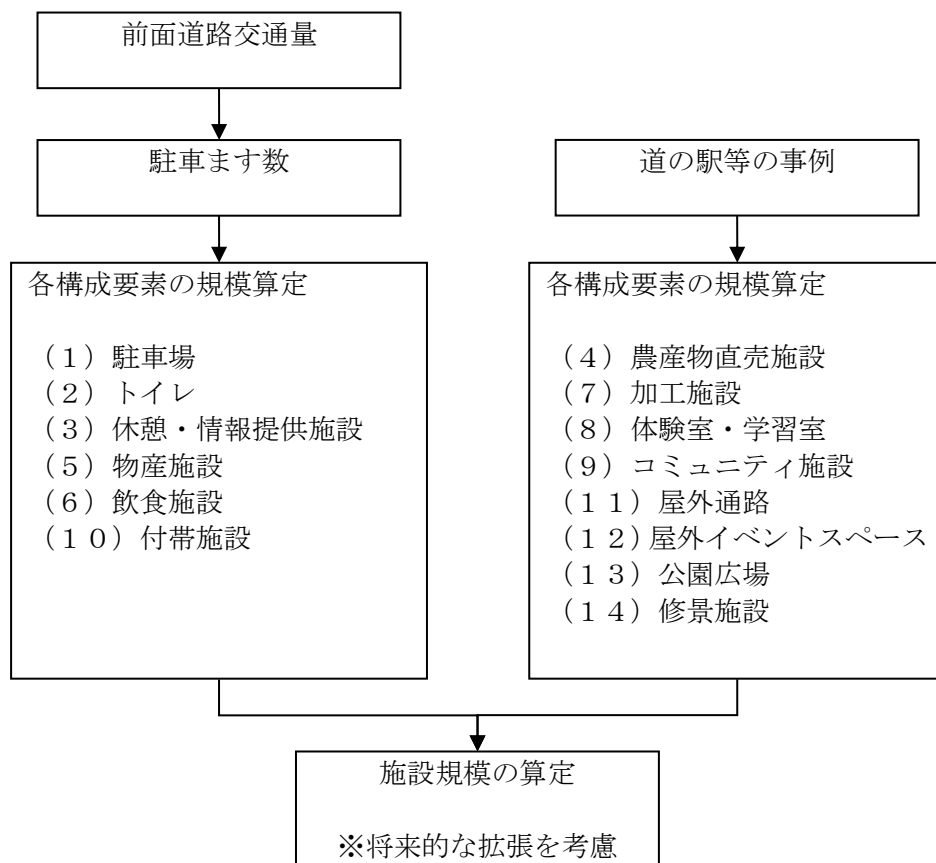 前面道路交通量
駐車ます数
道の駅等の事例
各構成要素の規模算定
（１）駐車場
（２）トイレ
（３）休憩・情報提供施設
（５）物産施設
（６）飲食施設
（１０）付帯施設
各構成要素の規模算定
（４）農産物直売施設
（７）加工施設
（８）体験室・学習室
（９）コミュニティ施設
（１１）屋外通路
（１２）屋外イベントスペース
（１３）公園広場
（１４）修景施設
施設規模の算定
※将来的な拡張を考慮